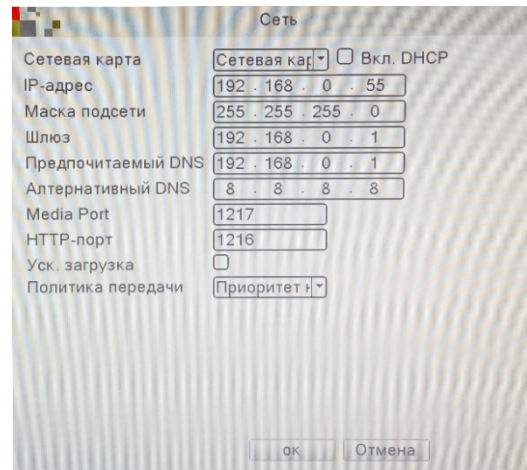 Сеть
Сетевая карта Сетевая кар Вкл. DHCP
IP-адрес 192 . 168 . 0 . 55
Маска подсети 255 . 255 . 255 . 0
Шлюз 192 . 168 . 0 . 1
Предпочитаемый DNS 192 . 168 . 0 . 1
Алтернативный DNS 8 . 8 . 8 . 8
Media Port 1217
HTTP-порт 1216
Уск. загрузка
Политика передачи Приоритет
ок Отмена